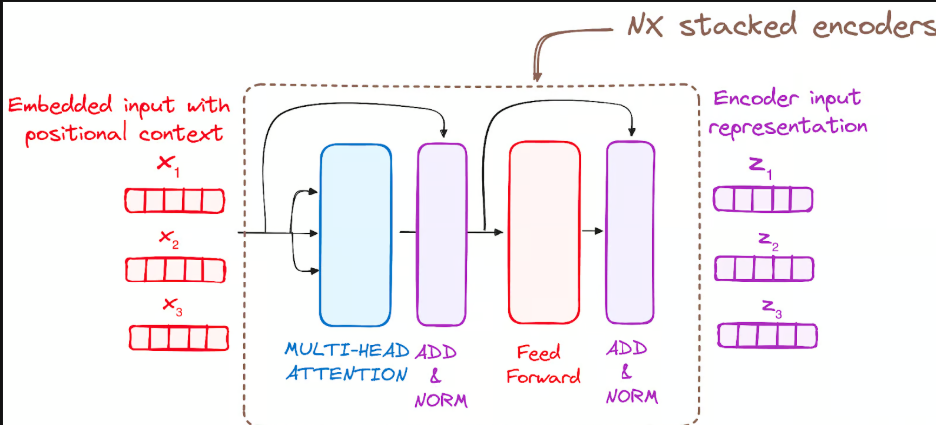 NX stacked encoders
Embedded input with
positional context
x1
x2
x3
MULTI-HEAD
ATTENTION
ADD
&
NORM
Feed
Forward
ADD
&
NORM
Encoder input
representation
z1
z2
z3